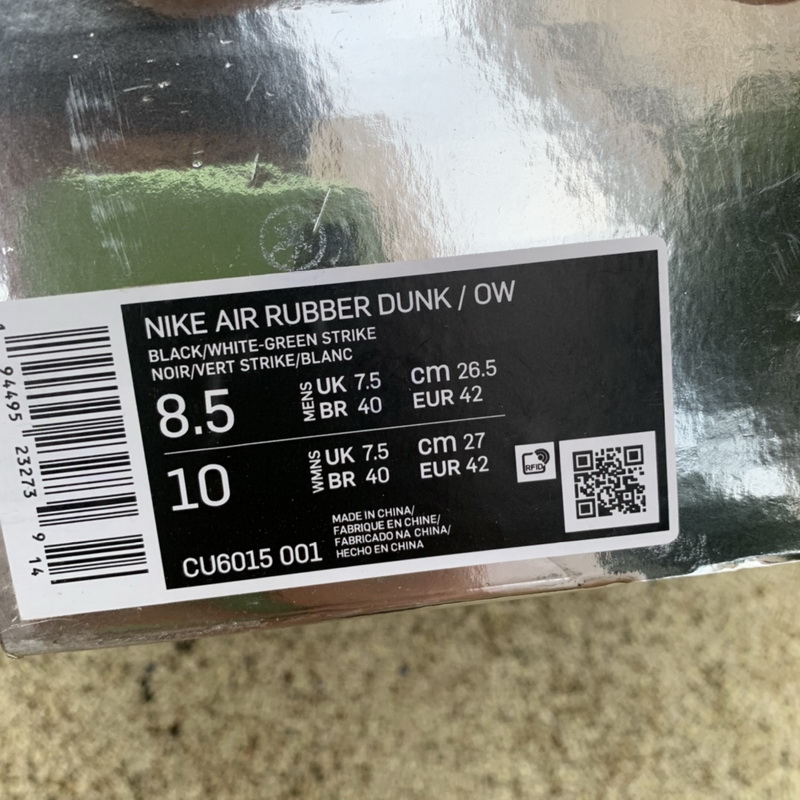 NIKE AIR RUBBER DUNK / OW
BLACK/WHITE-GREEN STRIKE
NOIR/VERT STRIKE/BLANC
8.5 MENS UK 7.5 cm 26.5
BR 40 EUR 42
10 WMNS UK 7.5 cm 27
BR 40 EUR 42
RFID
CU6015 001
MADE IN CHINA/
FABRIQUE EN CHINE/
FABRICADO NA CHINA/
HECHO EN CHINA
1 94495 23273 9 14